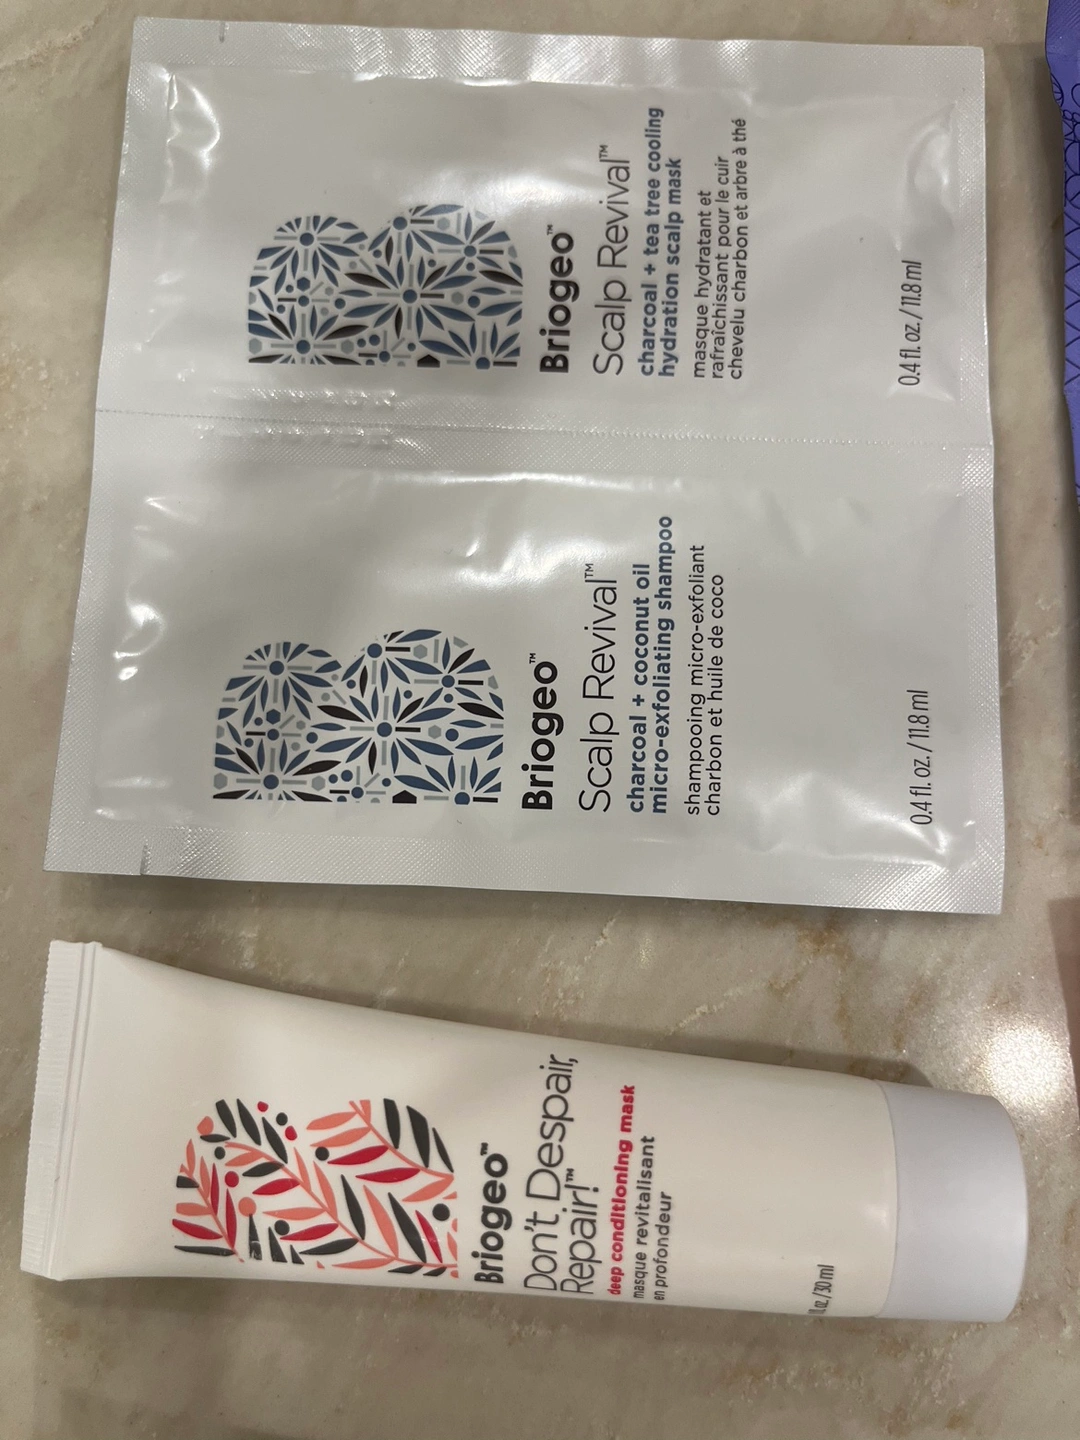 Briogeo™
Scalp Revival™
charcoal + tea tree cooling
hydration scalp mask
masque hydratant et
rafraîchissant pour le cuir
chevelu charbon et arbre à thé
0.4 fl. oz. / 11.8 ml
Briogeo™
Scalp Revival™
charcoal + coconut oil
micro-exfoliating shampoo
shampooing micro-exfoliant
charbon et huile de coco
0.4 fl. oz. / 11.8 ml
Briogeo™
Don't Despair,
Repair!™
deep conditioning mask
masque revitalisant
en profondeur
oz. / 30 ml